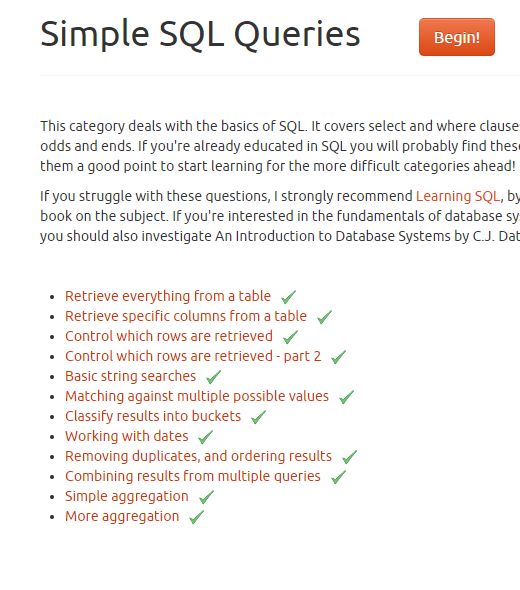 Simple SQL Queries
Begin!
This category deals with the basics of SQL. It covers select and where clause
odds and ends. If you're already educated in SQL you will probably find these
them a good point to start learning for the more difficult categories ahead!
If you struggle with these questions, I strongly recommend Learning SQL, by
book on the subject. If you're interested in the fundamentals of database sy
you should also investigate An Introduction to Database Systems by C.J. Dat
Retrieve everything from a table
Retrieve specific columns from a table
Control which rows are retrieved
Control which rows are retrieved - part 2
Basic string searches
Matching against multiple possible values
Classify results into buckets
Working with dates
Removing duplicates, and ordering results
Combining results from multiple queries
Simple aggregation
More aggregation